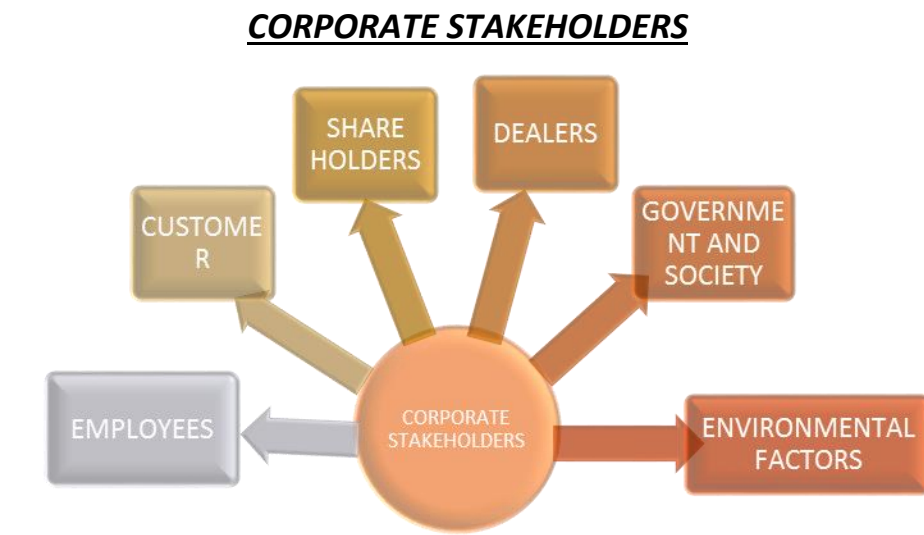 CORPORATE STAKEHOLDERS
SHARE
HOLDERS
DEALERS
CUSTOME
R
GOVERNME
NT AND
SOCIETY
EMPLOYEES
CORPORATE
STAKEHOLDERS
ENVIRONMENTAL
FACTORS